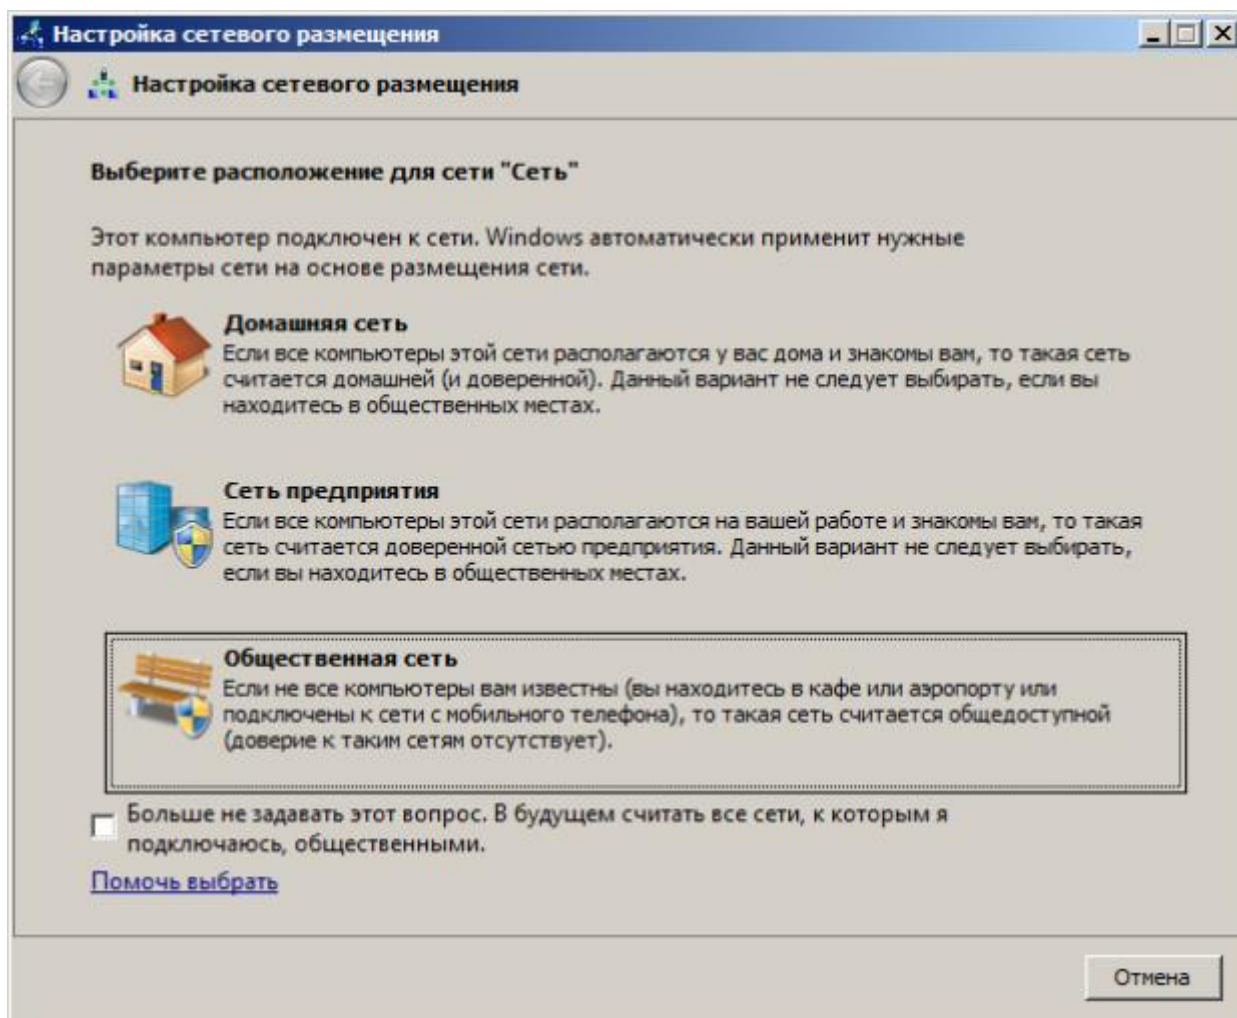 Настройка сетевого размещения
Настройка сетевого размещения
Выберите расположение для сети "Сеть"
Этот компьютер подключен к сети. Windows автоматически применит нужные
параметры сети на основе размещения сети.
Домашняя сеть
Если все компьютеры этой сети располагаются у вас дома и знакомы вам, то такая сеть
считается домашней (и доверенной). Данный вариант не следует выбирать, если вы
находитесь в общественных местах.
Сеть предприятия
Если все компьютеры этой сети располагаются на вашей работе и знакомы вам, то такая
сеть считается доверенной сетью предприятия. Данный вариант не следует выбирать,
если вы находитесь в общественных местах.
Общественная сеть
Если не все компьютеры вам известны (вы находитесь в кафе или аэропорту или
подключены к сети с мобильного телефона), то такая сеть считается общедоступной
(доверие к таким сетям отсутствует).
Больше не задавать этот вопрос. В будущем считать все сети, к которым я
подключаюсь, общественными.
Помочь выбрать
Отмена